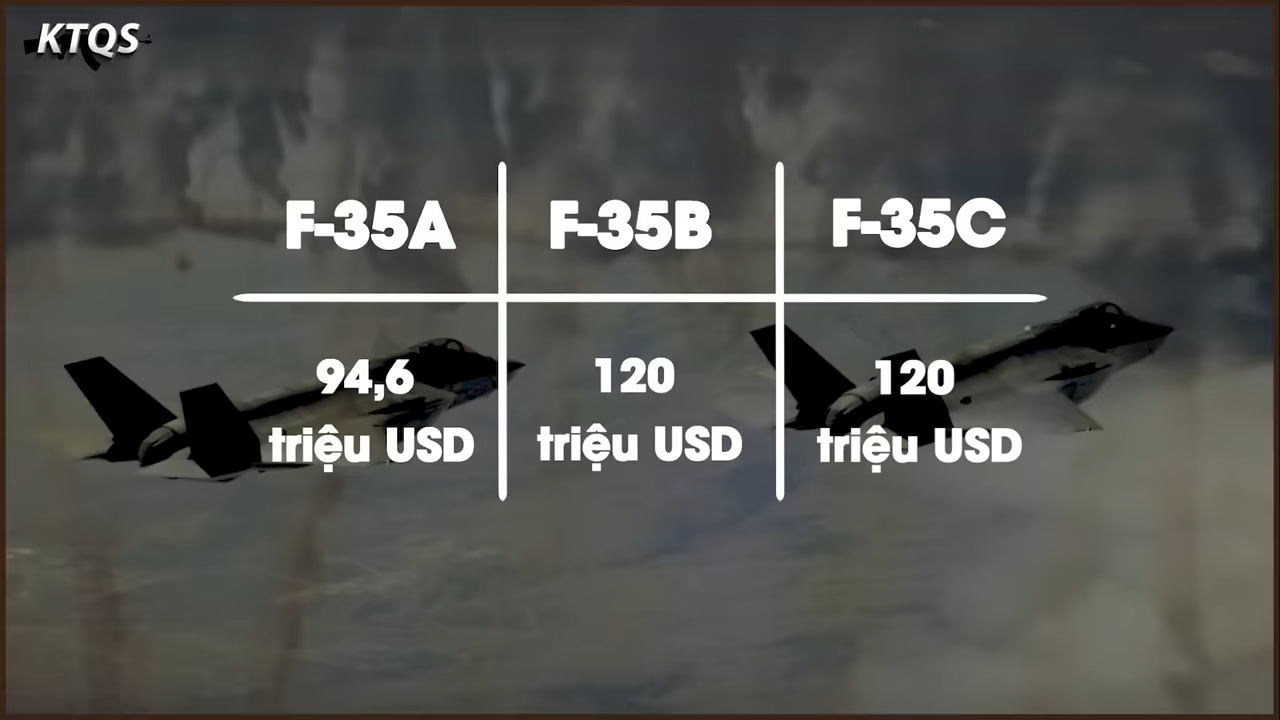 KTQS
F-35A F-35B F-35C
94,6 120 120
triệu USD triệu USD triệu USD